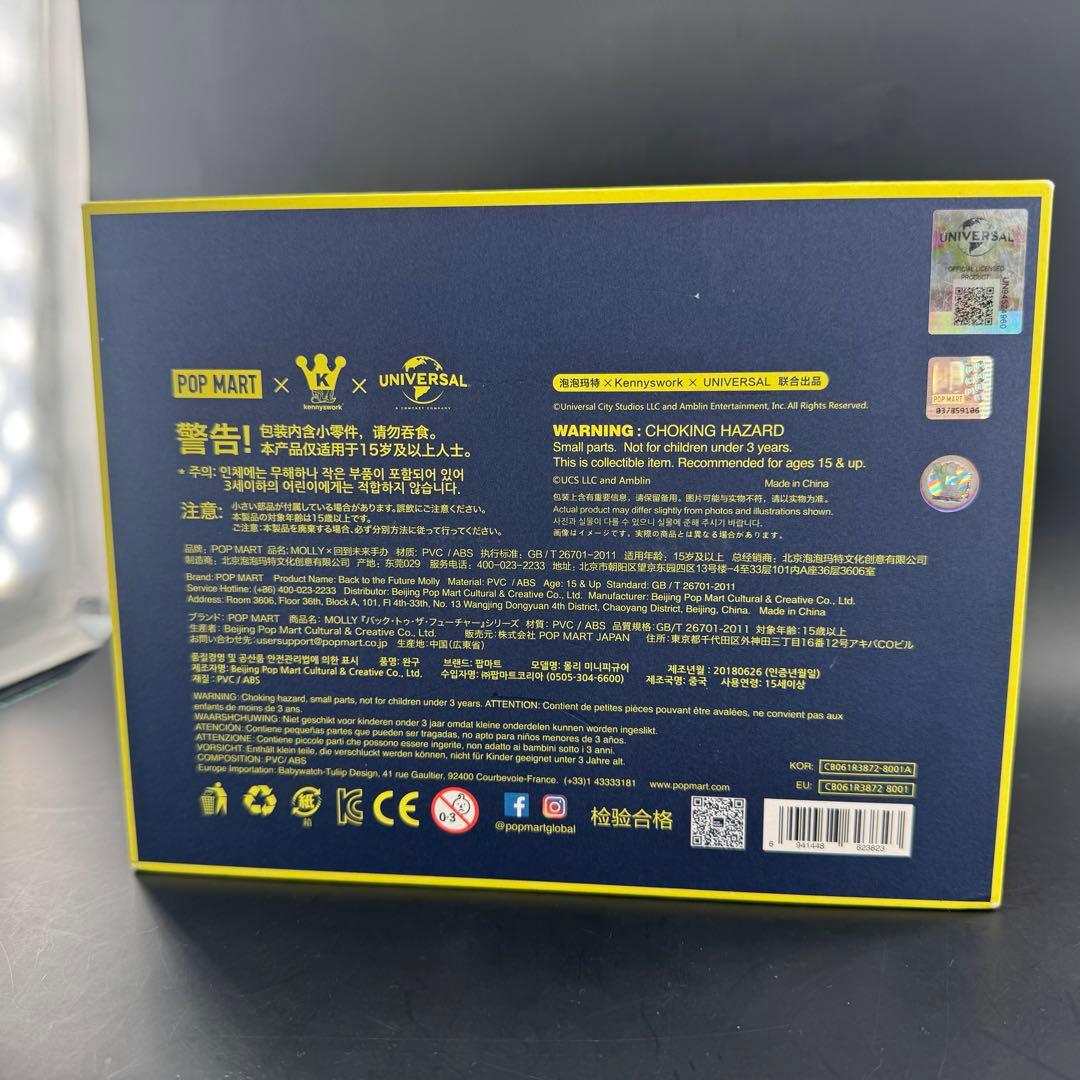 UNIVERSAL
OFFICIAL LICENSED
PRODUCT
POP MART
037859106
POP MART × K kennyswork × UNIVERSAL
A COMCAST COMPANY
警告! 包装内含小零件，请勿吞食。
本产品仅适用于15岁及以上人士。
* 주의: 인체에는 무해하나 작은 부품이 포함되어 있어
3세이하의 어린이에게는 적합하지 않습니다.
注意: 小さい部品が付属している場合があります。誤飲にご注意ください。
本製品の対象年齢は15歳以上です。
ご注意:本製品を廃棄する場合、必ず分別方法に従って行ってください。
泡泡玛特 × Kennyswork × UNIVERSAL 联合出品
©Universal City Studios LLC and Amblin Entertainment, Inc. All Rights Reserved.
WARNING : CHOKING HAZARD
Small parts. Not for children under 3 years.
This is collectible item. Recommended for ages 15 & up.
©UCS LLC and Amblin Made in China
包装上含有重要信息，请保留备用。图片可能与实物不符，请以实物为准。
Actual product may differ slightly from photos and illustrations shown.
사진과 실물이 다를 수 있으니 실물에 준해 주시기 바랍니다.
画像はイメージです。実際の商品とは異なる場合があります。
品牌: POP MART 品名: MOLLY×回到未来手办 材质: PVC / ABS 执行标准: GB / T 26701-2011 适用年龄: 15岁及以上 总经销商: 北京泡泡玛特文化创意有限公司
制造商: 北京泡泡玛特文化创意有限公司 产地: 东莞029 服务电话: 400-023-2233 地址: 北京市朝阳区望京东园四区13号楼-4至33层101内A座36层3606室
Brand: POP MART Product Name: Back to the Future Molly Material: PVC / ABS Age: 15 & Up Standard: GB / T 26701-2011
Service Hotline: (+86) 400-023-2233 Distributor: Beijing Pop Mart Cultural & Creative Co., Ltd. Manufacturer: Beijing Pop Mart Cultural & Creative Co., Ltd.
Address: Room 3606, Floor 36th, Block A, 101, Fl 4th-33th, No. 13 Wangjing Dongyuan 4th District, Chaoyang District, Beijing, China. Made in China
ブランド: POP MART 商品名: MOLLY『バック・トゥ・ザ・フューチャー』シリーズ 材質: PVC / ABS 品質規格:GB/T 26701-2011 対象年齢:15歳以上
生産者: Beijing Pop Mart Cultural & Creative Co., Ltd. 販売元: 株式会社 POP MART JAPAN 住所: 東京都千代田区外神田三丁目16番12号アキバCOビル
お問い合わせ先:usersupport@popmart.co.jp 生産地:中国(広東省)
품질경영 및 공산품 안전관리법에 의한 표시 품명: 완구 브랜드: 팝마트 모델명: 몰리 미니피규어 제조년월 : 20180626 (인증년월일)
제조자명: Beijing Pop Mart Cultural & Creative Co., Ltd. 수입자명: ㈜팝마트코리아 (0505-304-6600) 제조국명: 중국 사용연령: 15세이상
재질 : PVC / ABS
WARNING: Choking hazard, small parts, not for children under 3 years. ATTENTION: Contient de petites pièces pouvant être avalées, ne convient pas aux
enfants de moins de 3 ans.
WAARSHCHUWING: Niet geschikt voor kinderen onder 3 jaar omdat kleine onderdelen kunnen worden ingeslikt.
ATENCIÓN: Contiene pequeñas partes que pueden ser tragadas, no apto para niños menores de 3 años.
ATTENZIONE: Contiene piccole parti che possono essere ingerite, non adatto ai bambini sotto i 3 anni.
VORSICHT: Enthält klein teile, die verschluckt werden können, nicht für Kinder geeignet unter 3 Jahre alt.
COMPOSITION: PVC/ ABS
Europe Importation: Babywatch-Tuliip Design, 41 rue Gaultier, 92400 Courbevoie-France. (+33)1 43333181 www.popmart.com
KOR: CB061R3872-8001A
EU: CB061R3872 8001
紙
箱
CE
0-3
@popmartglobal
检验合格
6 941448 623823